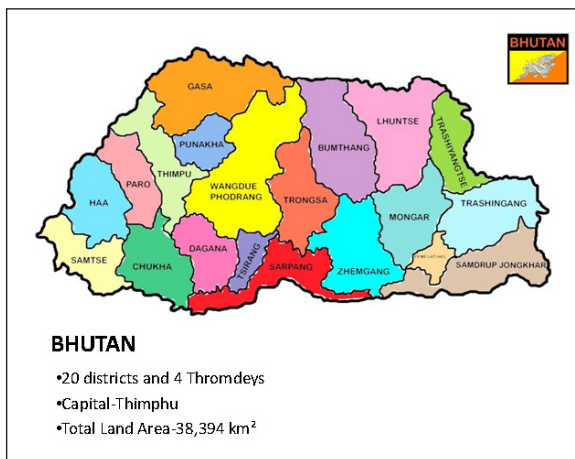 BHUTAN
GASA
LHUNTSE
PUNAKHA
BUMTHANG
TRASHIYANGTSE
THIMPU
PARO
WANGDUE
PHODRANG
HAA
TRONGSA
MONGAR
TRASHINGANG
DAGANA
TSIRANG
SAMTSE
CHUKHA
SARPANG
ZHEMGANG
SAMDRUP JONGKHAR
BHUTAN
•20 districts and 4 Thromdeys
•Capital-Thimphu
•Total Land Area-38,394 km²